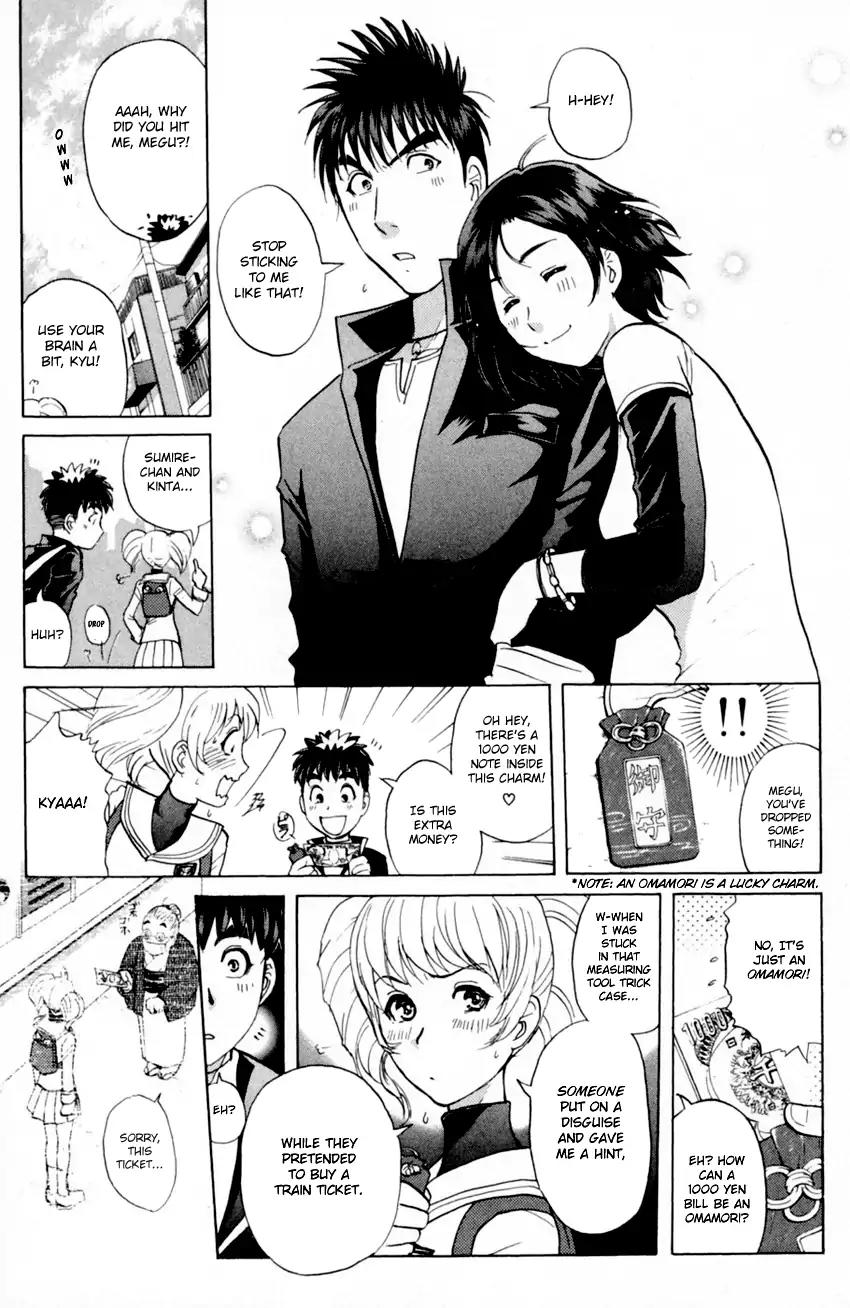 H-HEY!
STOP
STICKING
TO ME
LIKE THAT!
AAAH, WHY
DID YOU HIT
ME, MEGU?!
OWWW
USE YOUR
BRAIN A
BIT, KYU!
SUMIRE-
CHAN AND
KINTA...
DROP
HUH?
!!
MEGU,
YOU'VE
DROPPED
SOME-
THING!
御守
*NOTE: AN OMAMORI IS A LUCKY CHARM.
OH HEY,
THERE'S A
1000 YEN
NOTE INSIDE
THIS CHARM!
♡
IS THIS
EXTRA
MONEY?
KYAAA!
NO, IT'S
JUST AN
OMAMORI!
1000
EH? HOW
CAN A
1000 YEN
BILL BE AN
OMAMORI?
W-WHEN
I WAS
STUCK
IN THAT
MEASURING
TOOL TRICK
CASE...
SOMEONE
PUT ON A
DISGUISE
AND GAVE
ME A HINT,
WHILE THEY
PRETENDED
TO BUY A
TRAIN TICKET.
EH?
SORRY,
THIS
TICKET...